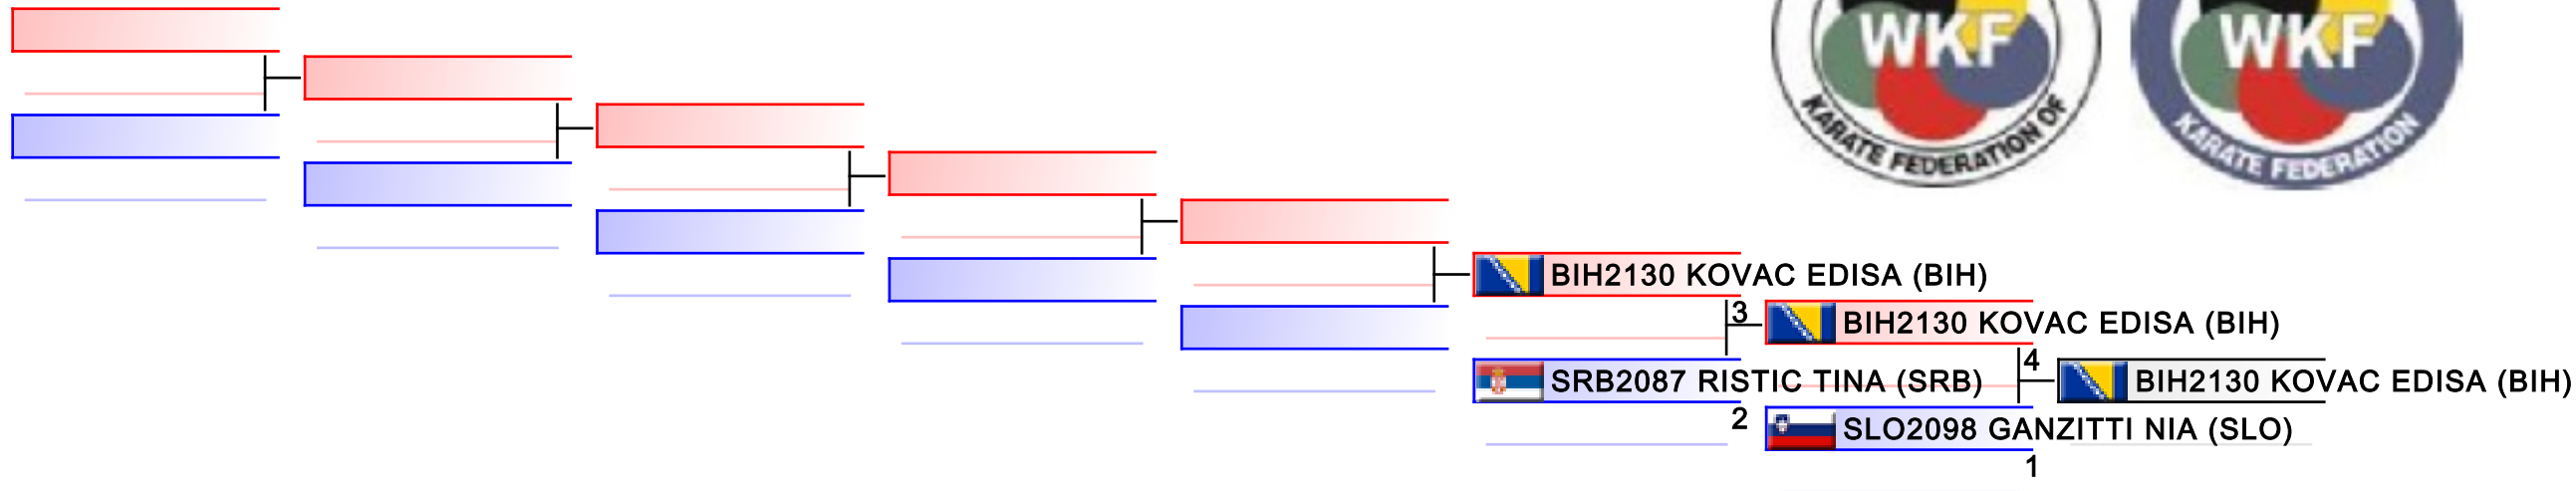 WKF
KARATE FEDERATION OF
WKF
KARATE FEDERATION
BIH2130 KOVAC EDISA (BIH)
3
BIH2130 KOVAC EDISA (BIH)
4
SRB2087 RISTIC TINA (SRB)
BIH2130 KOVAC EDISA (BIH)
2
SLO2098 GANZITTI NIA (SLO)
1